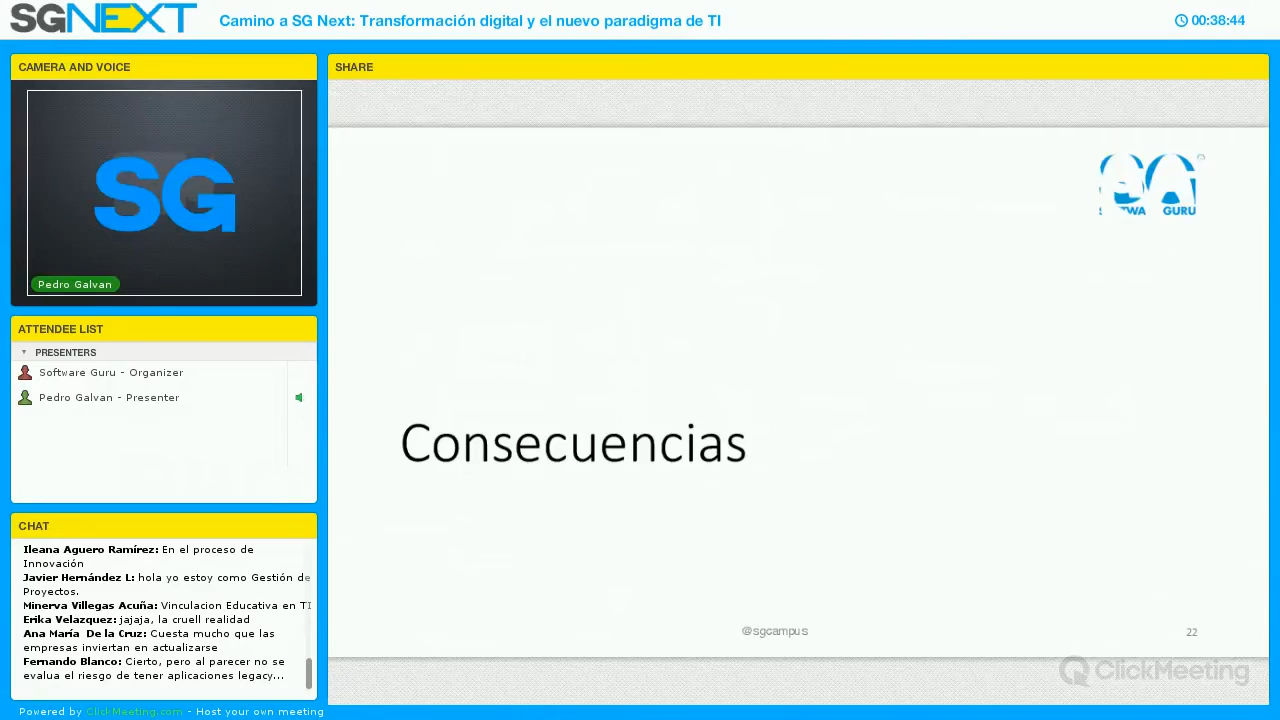 SGNEXT
Camino a SG Next: Transformación digital y el nuevo paradigma de TI
00:38:44
CAMERA AND VOICE
SG
Pedro Galvan
ATTENDEE LIST
PRESENTERS
Software Guru - Organizer
Pedro Galvan - Presenter
CHAT
Ileana Aguero Ramírez: En el proceso de
Innovación
Javier Hernández L: hola yo estoy como Gestión de
Proyectos.
Minerva Villegas Acuña: Vinculacion Educativa en TI
Erika Velazquez: jajaja, la cruell realidad
Ana María De la Cruz: Cuesta mucho que las
empresas inviertan en actualizarse
Fernando Blanco: Cierto, pero al parecer no se
evalua el riesgo de tener aplicaciones legacy...
Powered by ClickMeeting.com - Host your own meeting
SHARE
GURU
Consecuencias
@sgcampus
22
ClickMeeting